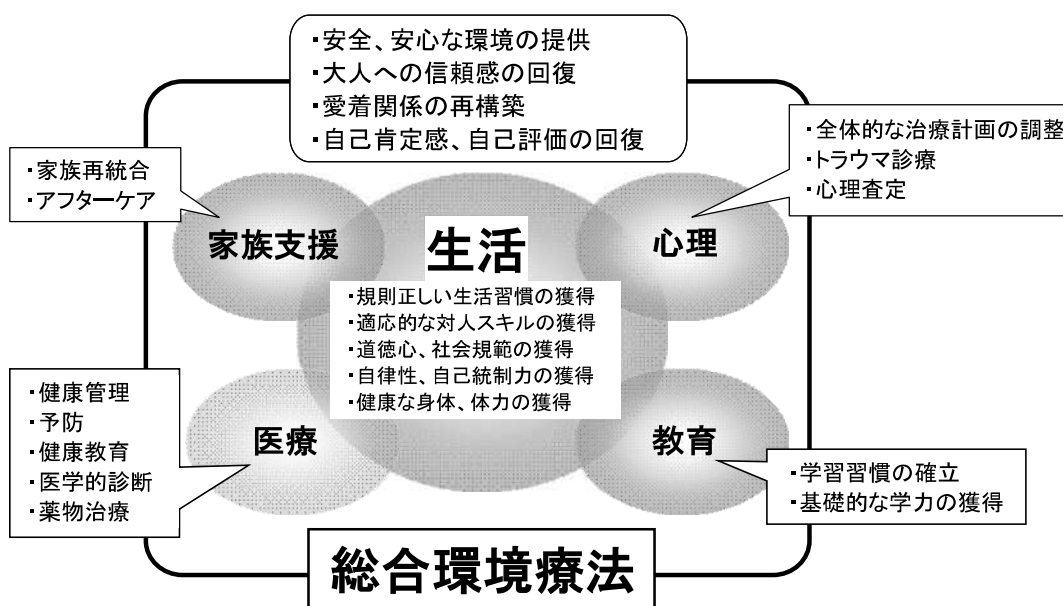 ・安全、安心な環境の提供
・大人への信頼感の回復
・愛着関係の再構築
・自己肯定感、自己評価の回復
・家族再統合
・アフターケア
・全体的な治療計画の調整
・トラウマ診療
・心理査定
家族支援
生活
心理
・規則正しい生活習慣の獲得
・適応的な対人スキルの獲得
・道徳心、社会規範の獲得
・自律性、自己統制力の獲得
・健康な身体、体力の獲得
・健康管理
・予防
・健康教育
・医学的診断
・薬物治療
医療
教育
・学習習慣の確立
・基礎的な学力の獲得
総合環境療法